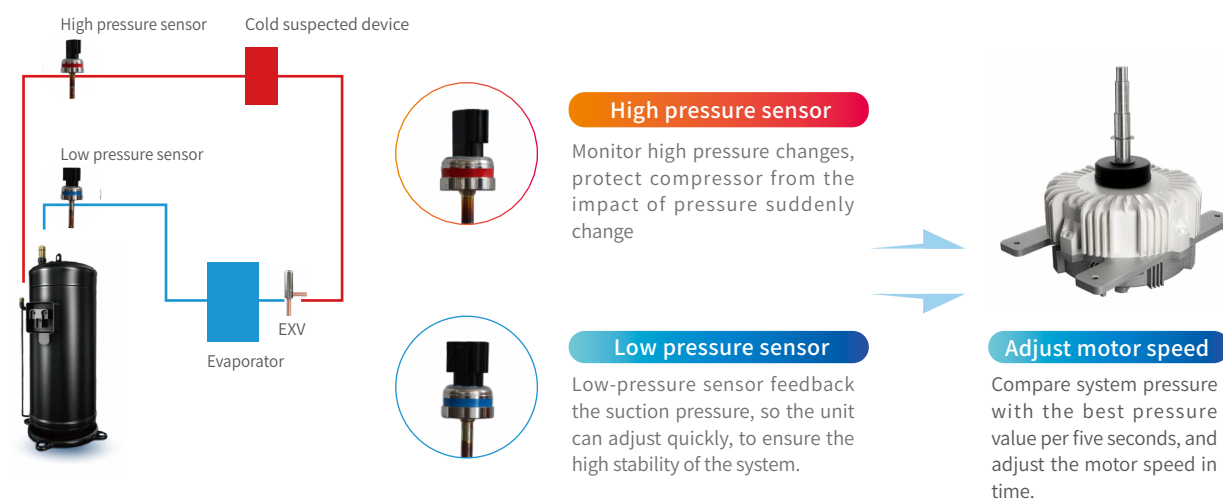 High pressure sensor
Cold suspected device
Low pressure sensor
EXV
Evaporator
High pressure sensor
Monitor high pressure changes,
protect compressor from the
impact of pressure suddenly
change
Low pressure sensor
Low-pressure sensor feedback
the suction pressure, so the unit
can adjust quickly, to ensure the
high stability of the system.
Adjust motor speed
Compare system pressure
with the best pressure
value per five seconds, and
adjust the motor speed in
time.